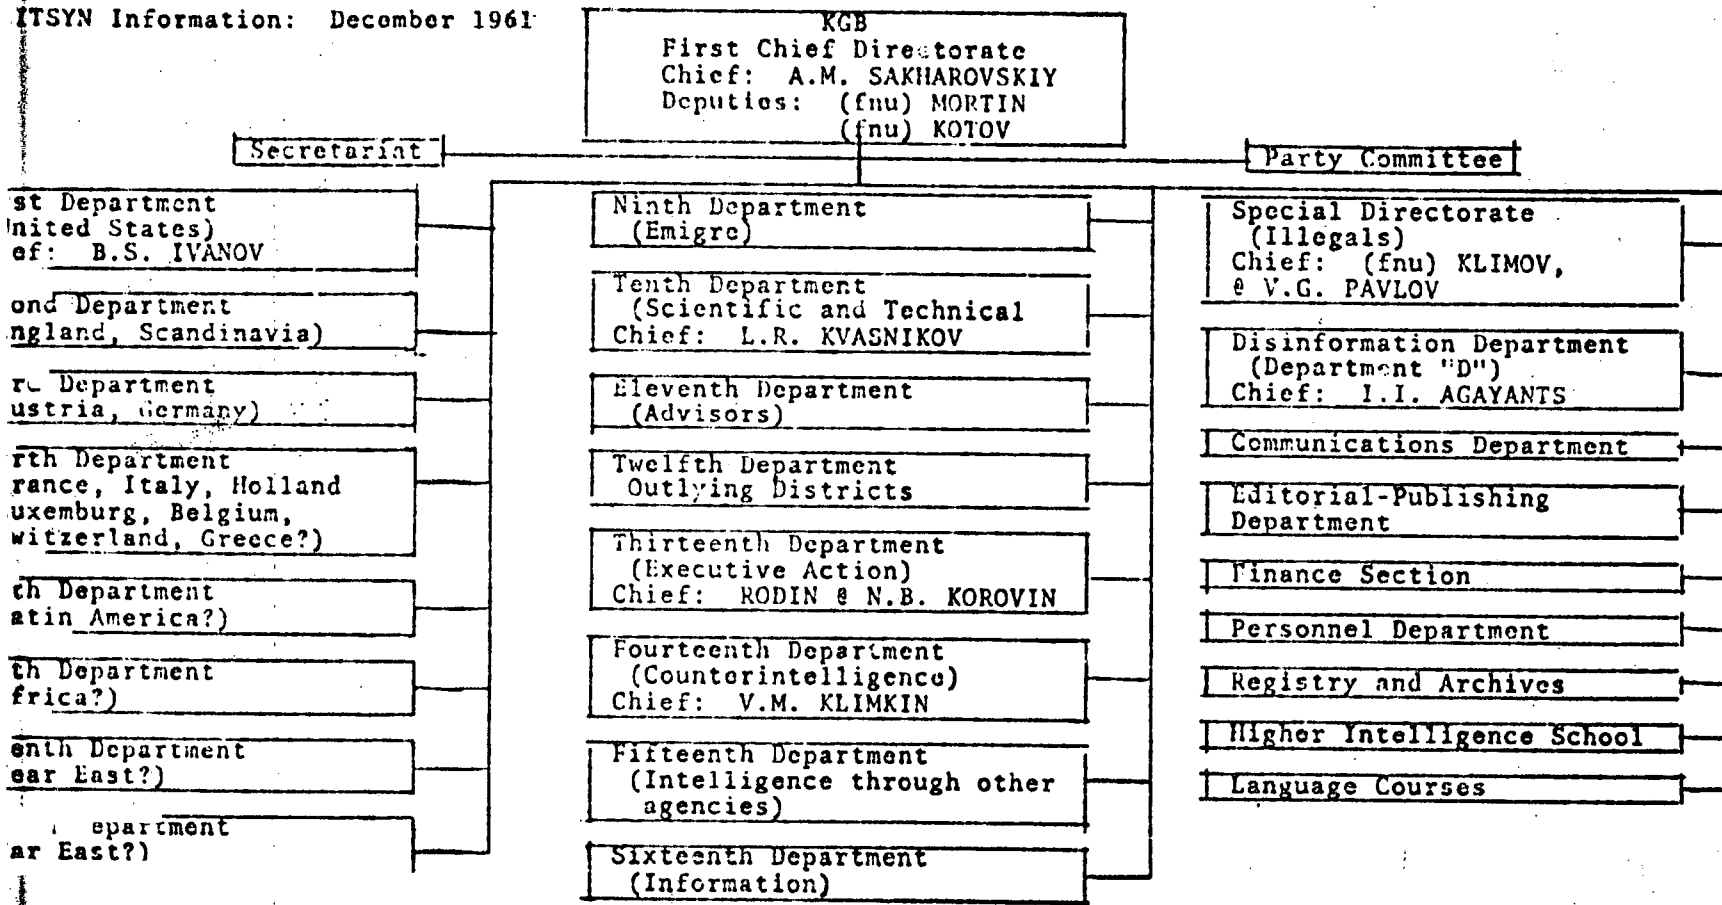 ITSYN Information: December 1961
KGB
First Chief Directorate
Chief: A.M. SAKHAROVSKIY
Deputies: (fnu) MORTIN
(fnu) KOTOV
Secretariat
Party Committee
st Department
nited States)
ef: B.S. IVANOV
ond Department
ngland, Scandinavia)
Department
ustria, Germany)
rth Department
rance, Italy, Holland
uxemburg, Belgium,
witzerland, Greece?)
th Department
atin America?)
th Department
frica?)
enth Department
ear East?)
epartment
ar East?)
Ninth Department
(Emigre)
Tenth Department
(Scientific and Technical
Chief: L.R. KVASNIKOV
Eleventh Department
(Advisors)
Twelfth Department
Outlying Districts
Thirteenth Department
(Executive Action)
Chief: RODIN @ N.B. KOROVIN
Fourteenth Department
(Counterintelligence)
Chief: V.M. KLIMKIN
Fifteenth Department
(Intelligence through other
agencies)
Sixteenth Department
(Information)
Special Directorate
(Illegals)
Chief: (fnu) KLIMOV,
@ V.G. PAVLOV
Disinformation Department
(Department "D")
Chief: I.I. AGAYANTS
Communications Department
Editorial-Publishing
Department
Finance Section
Personnel Department
Registry and Archives
Higher Intelligence School
Language Courses